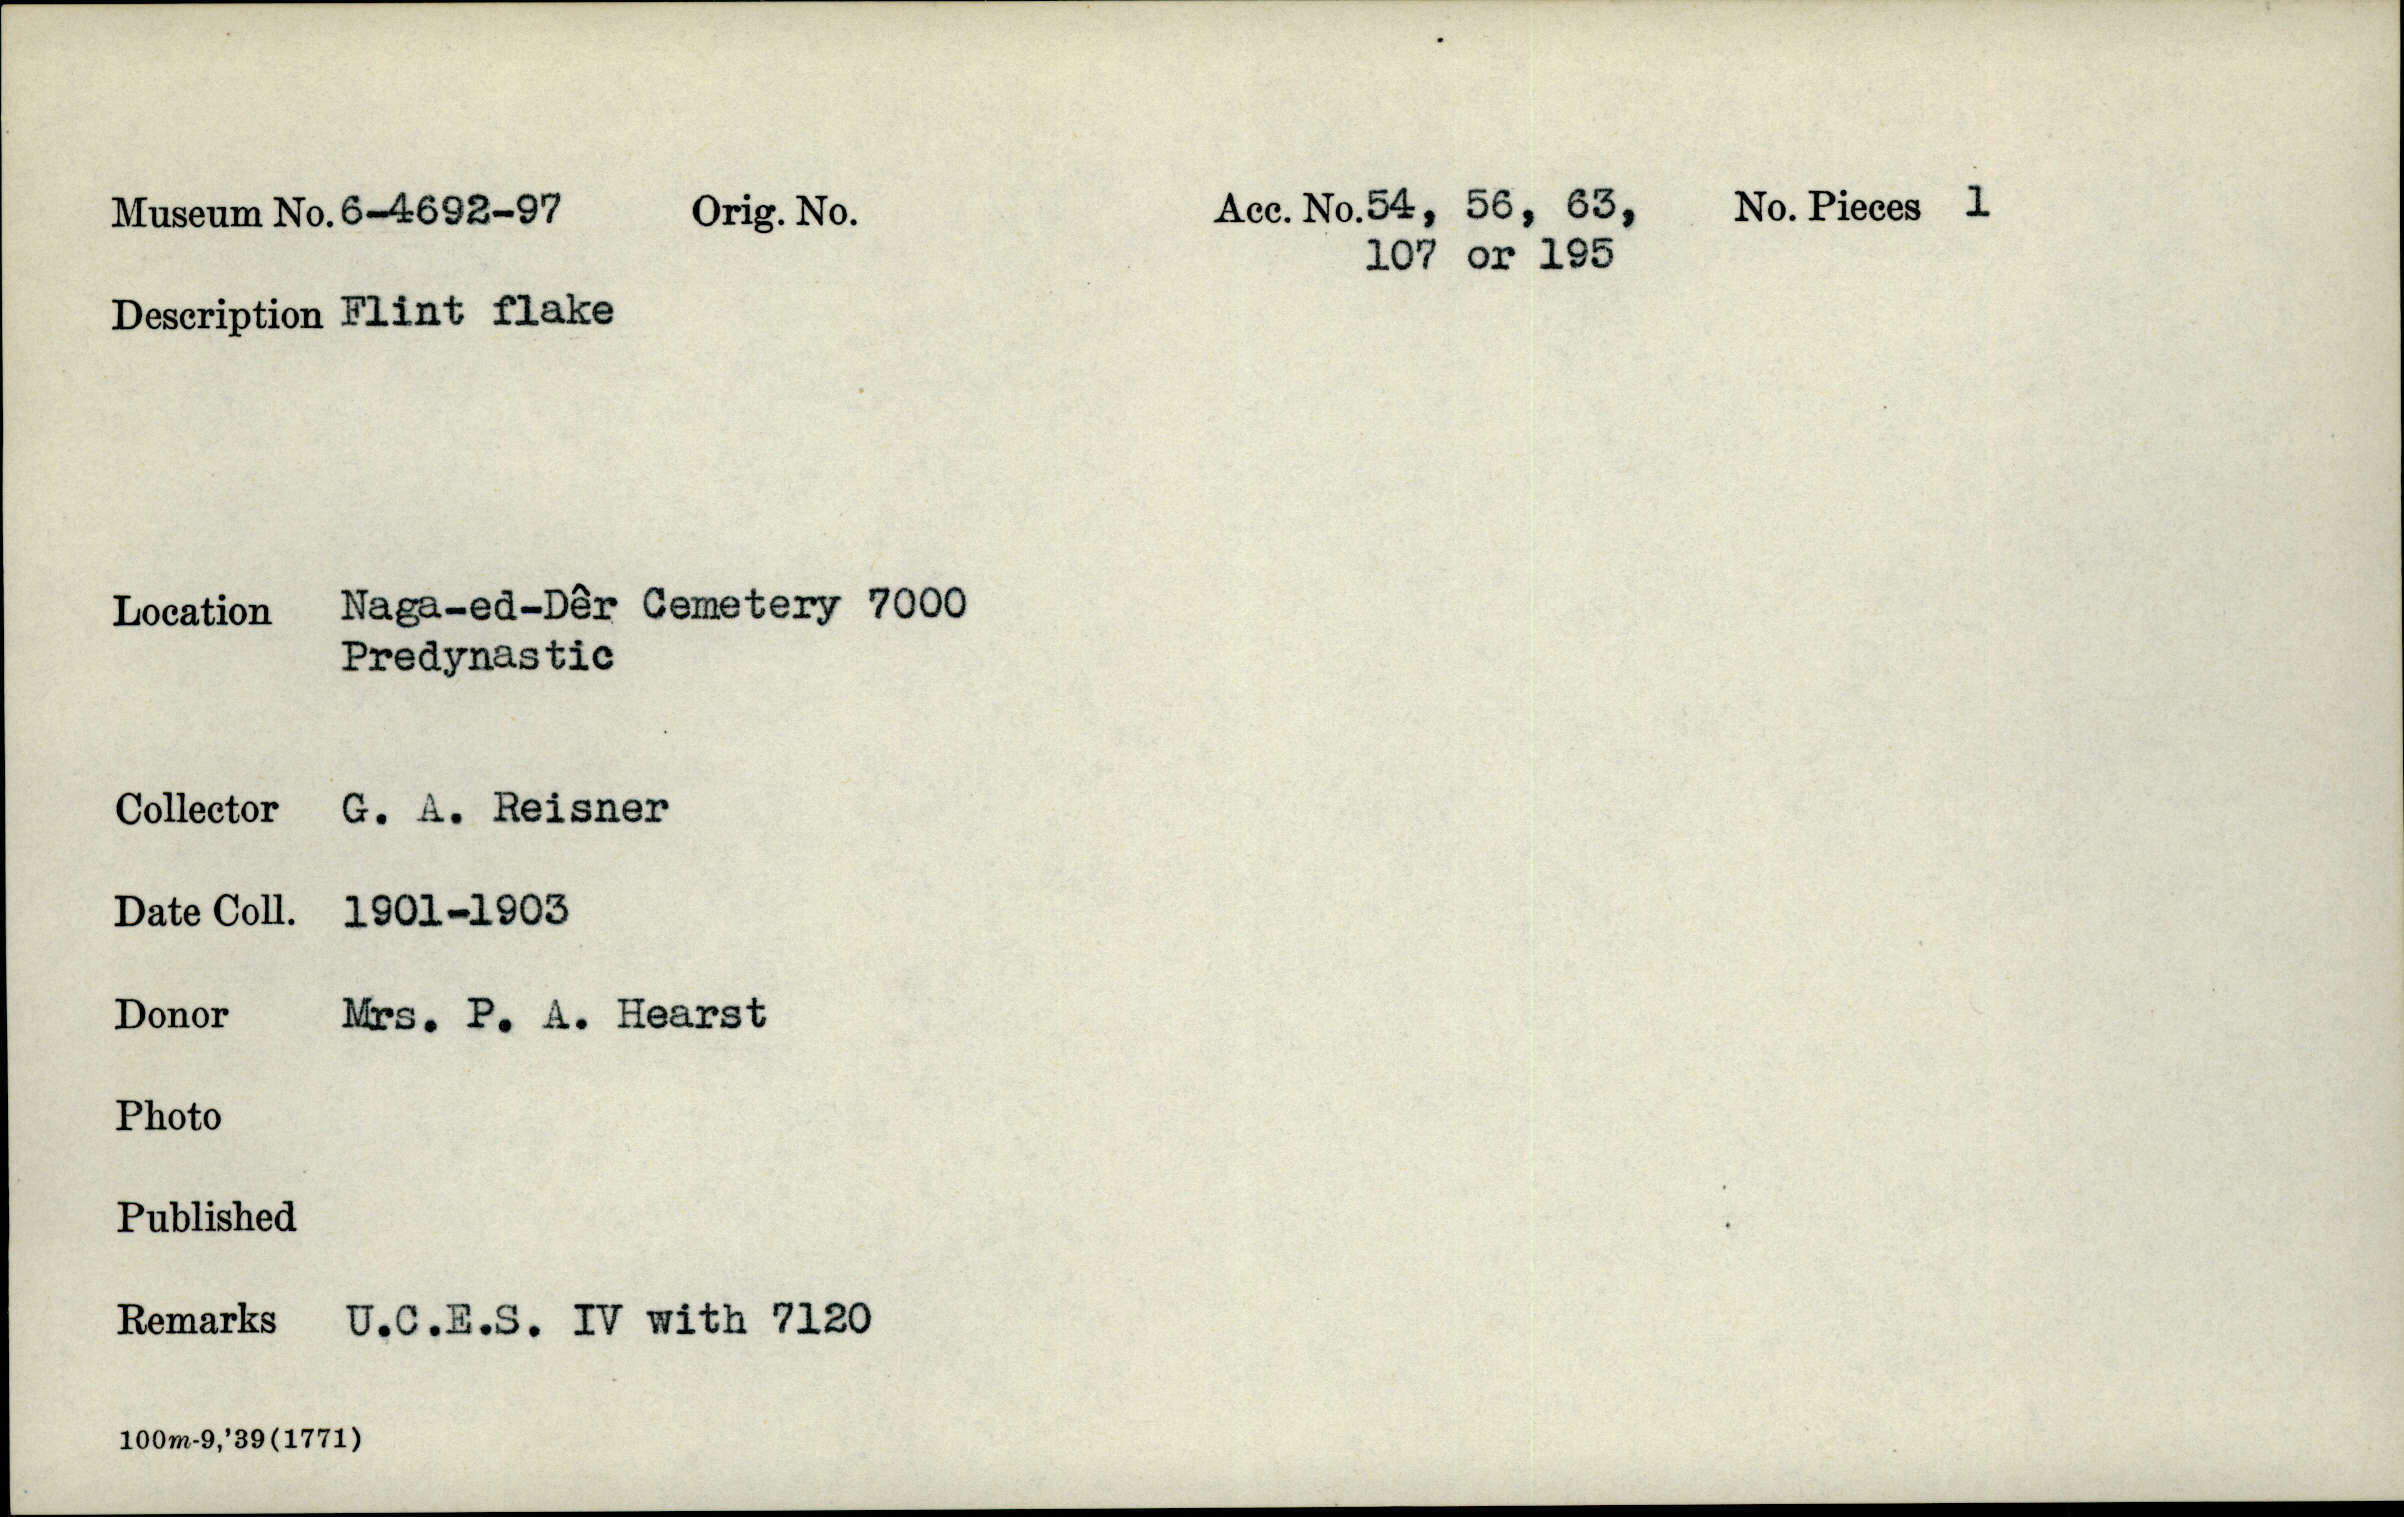 Museum No. 6-4692-97 Orig. No. Acc. No. 54, 56, 63, No. Pieces 1
107 or 195
Description Flint flake
Location Naga-ed-Dêr Cemetery 7000
Predynastic
Collector G. A. Reisner
Date Coll. 1901-1903
Donor Mrs. P. A. Hearst
Photo
Published
Remarks U.C.E.S. IV with 7120
100m-9,'39(1771)